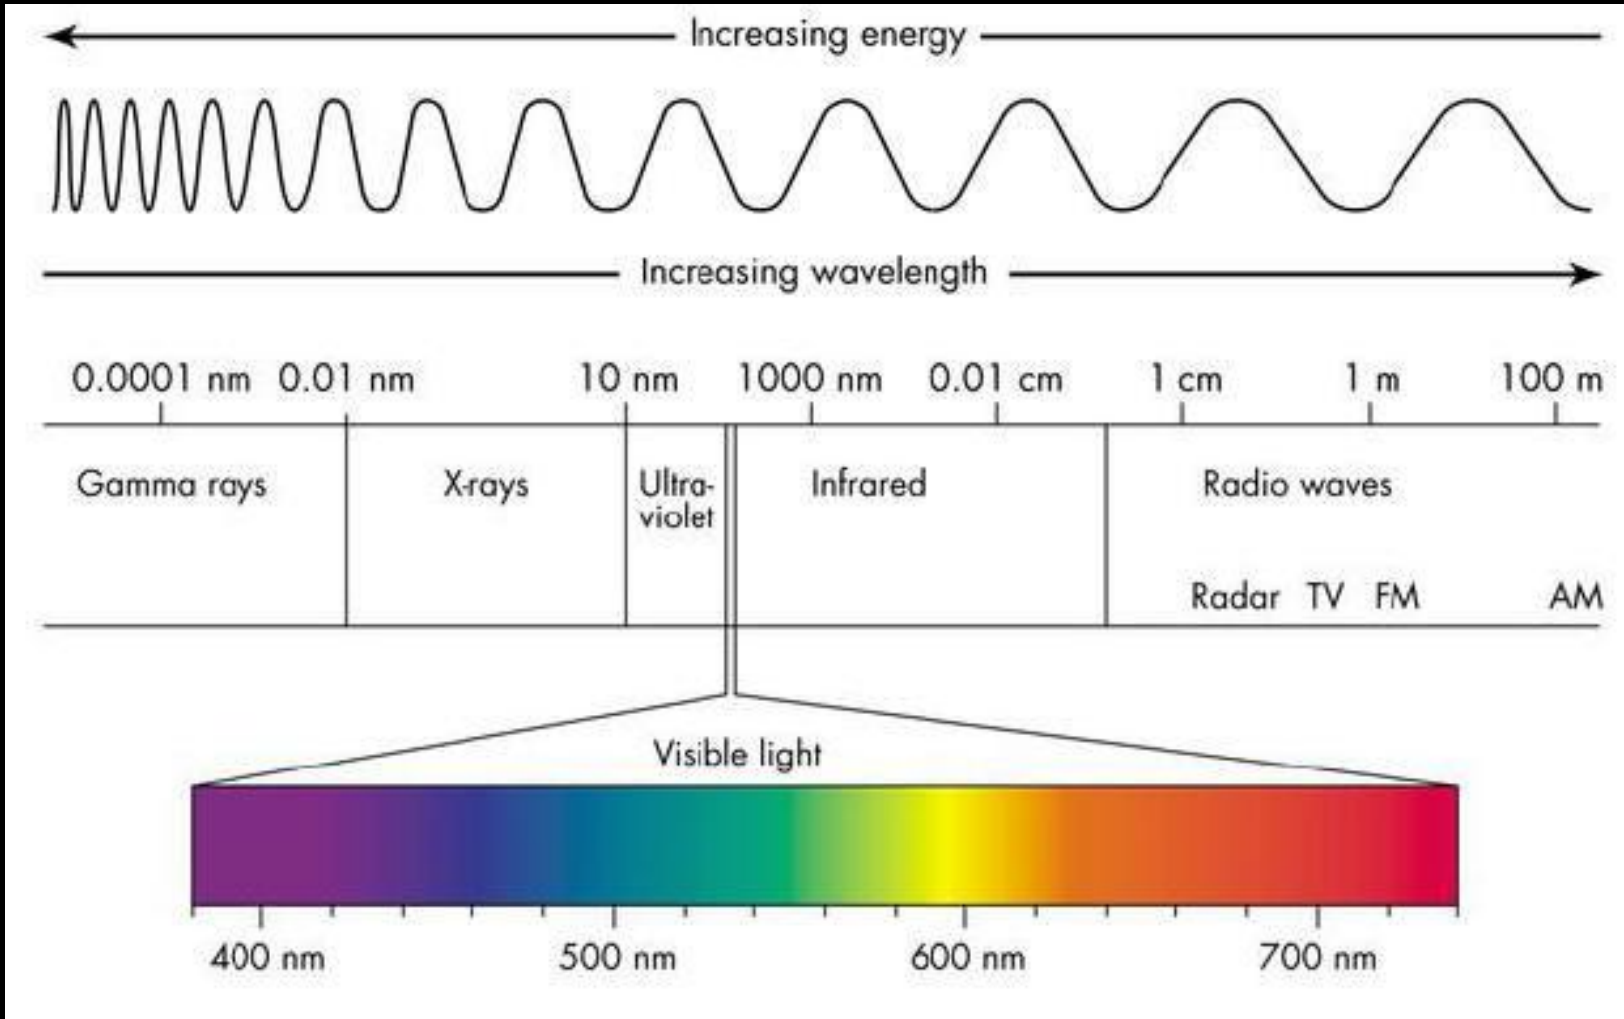 Increasing energy
Increasing wavelength
0.0001 nm 0.01 nm 10 nm 1000 nm 0.01 cm 1 cm 1 m 100 m
Gamma rays X-rays Ultra- Infrared Radio waves
violet
Radar TV FM AM
Visible light
400 nm 500 nm 600 nm 700 nm